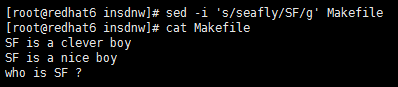 [root@redhat6 insdnw]# sed -i 's/seafly/SF/g' Makefile
[root@redhat6 insdnw]# cat Makefile
SF is a clever boy
SF is a nice boy
who is SF ?